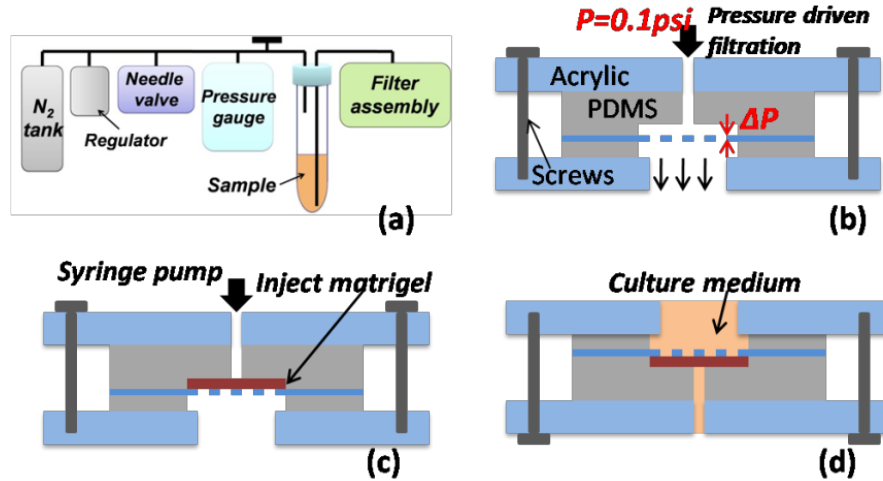 N2
tank
Regulator
Needle
valve
Pressure
gauge
Sample
Filter
assembly
(a)
P=0.1psi
Pressure driven
filtration
Acrylic
PDMS
ΔP
Screws
(b)
Syringe pump
Inject matrigel
(c)
Culture medium
(d)